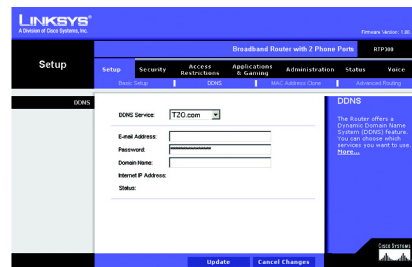 LINKSYS®
A Division of Cisco Systems, Inc.
Firmware Version: 1.00
Broadband Router with 2 Phone Ports RTP300
Setup
Setup Security Access Restrictions Applications & Gaming Administration Status Voice
Basic Setup DDNS MAC Address Clone Advanced Routing
DDNS
DDNS Service: TZO.com
E-mail Address:
Password:
Domain Name:
Internet IP Address:
Status:
DDNS
The Router offers a
Dynamic Domain Name
System (DDNS) feature.
You can choose which
services you want to use.
More...
Update Cancel Changes
CISCO SYSTEMS